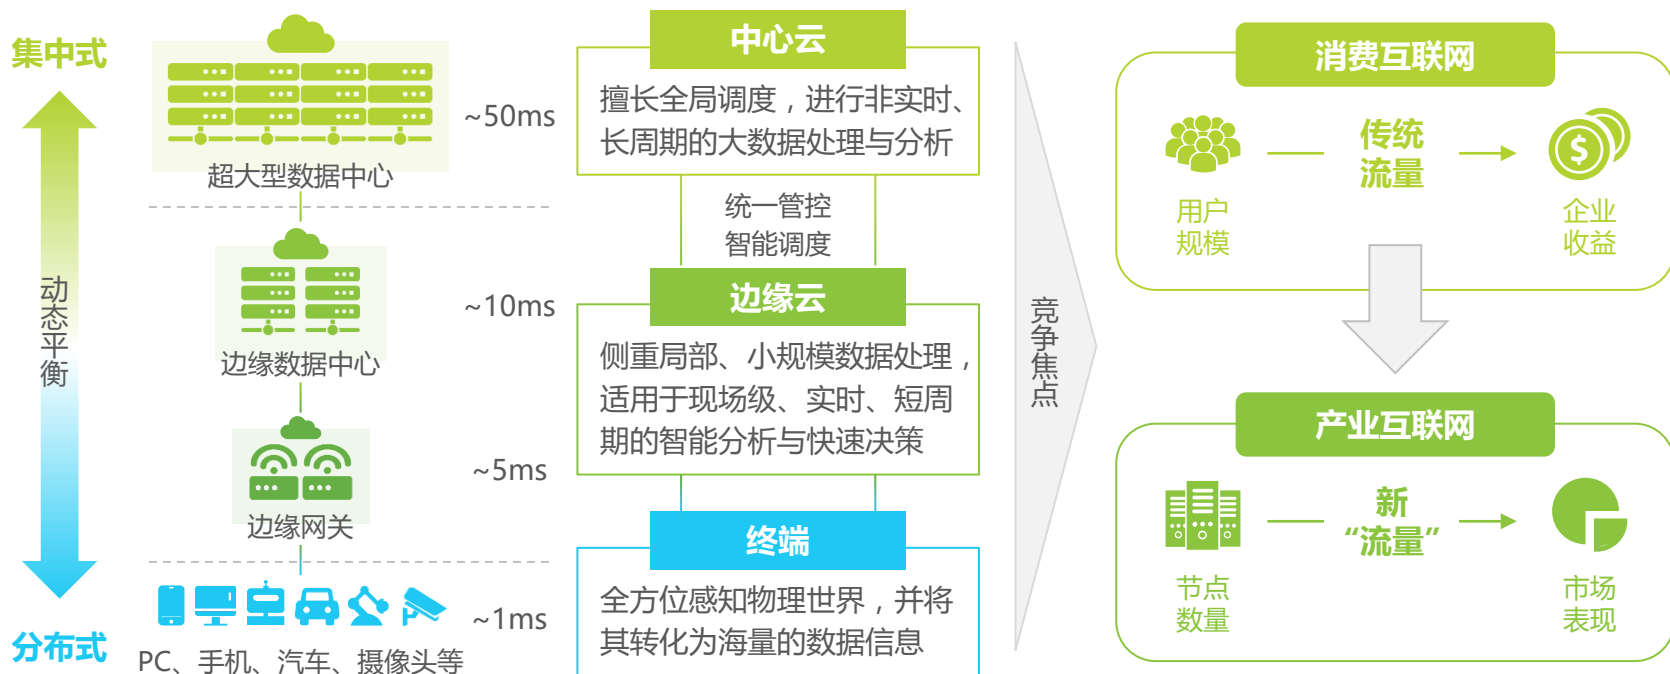 集中式
动态平衡
分布式
超大型数据中心
边缘数据中心
边缘网关
PC、手机、汽车、摄像头等
~50ms
~10ms
~5ms
~1ms
中心云
擅长全局调度，进行非实时、
长周期的大数据处理与分析
统一管控
智能调度
边缘云
侧重局部、小规模数据处理，
适用于现场级、实时、短周
期的智能分析与快速决策
终端
全方位感知物理世界，并将
其转化为海量的数据信息
竞争焦点
消费互联网
用户
规模
传统
流量
$
企业
收益
产业互联网
节点
数量
新
“流量”
市场
表现